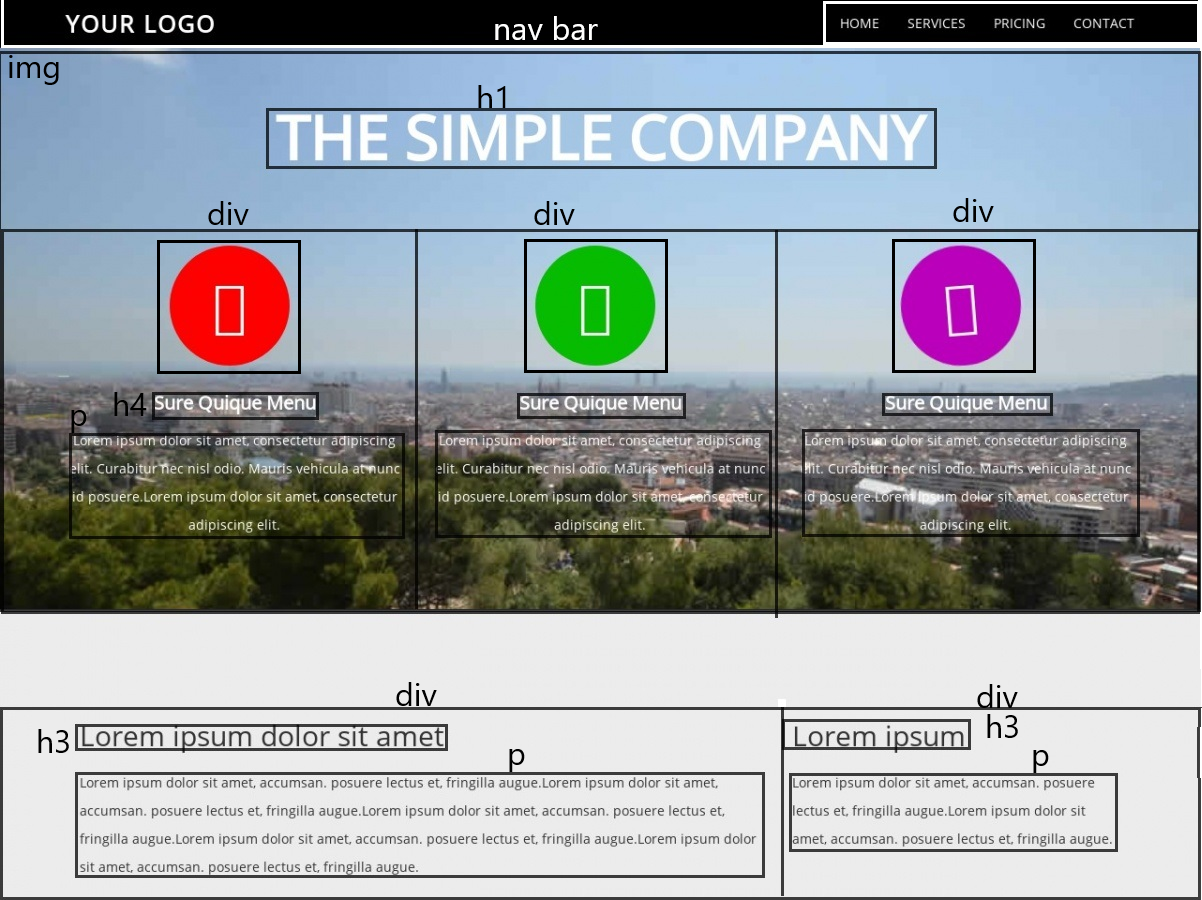 YOUR LOGO
nav bar
HOME SERVICES PRICING CONTACT
img
h1
THE SIMPLE COMPANY
div
div
div
h4
Sure Quique Menu
p
Lorem ipsum dolor sit amet, consectetur adipiscing
elit. Curabitur nec nisl odio. Mauris vehicula at nunc
id posuere.Lorem ipsum dolor sit amet, consectetur
adipiscing elit.
Sure Quique Menu
Lorem ipsum dolor sit amet, consectetur adipiscing
elit. Curabitur nec nisl odio. Mauris vehicula at nunc
id posuere.Lorem ipsum dolor sit amet, consectetur
adipiscing elit.
Sure Quique Menu
Lorem ipsum dolor sit amet, consectetur adipiscing
elit. Curabitur nec nisl odio. Mauris vehicula at nunc
id posuere.Lorem ipsum dolor sit amet, consectetur
adipiscing elit.
div
h3
Lorem ipsum dolor sit amet
p
Lorem ipsum dolor sit amet, accumsan. posuere lectus et, fringilla augue.Lorem ipsum dolor sit amet,
accumsan. posuere lectus et, fringilla augue.Lorem ipsum dolor sit amet, accumsan. posuere lectus et,
fringilla augue.Lorem ipsum dolor sit amet, accumsan. posuere lectus et, fringilla augue.Lorem ipsum dolor
sit amet, accumsan. posuere lectus et, fringilla augue.
div
h3
Lorem ipsum
p
Lorem ipsum dolor sit amet, accumsan. posuere
lectus et, fringilla augue.Lorem ipsum dolor sit
amet, accumsan. posuere lectus et, fringilla augue.